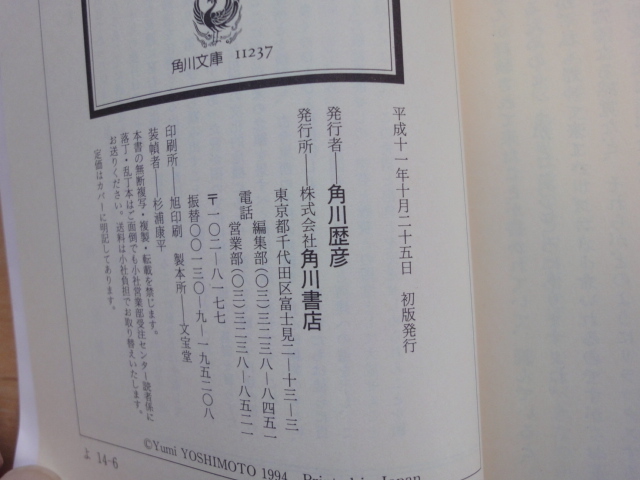 角川文庫 11237
平成十一年十月二十五日　初版発行
発行者──角川歴彦
発行所──株式会社角川書店
東京都千代田区富士見二─十三─三
電話　編集部(〇三)三二三八─八四五一
営業部(〇三)三二三八─八五二一
〒一〇二─八一七七
振替〇〇一三〇─九─一九五二〇八
印刷所──旭印刷　製本所──文宝堂
装幀者──杉浦康平
本書の無断複写・複製・転載を禁じます。
落丁・乱丁本はご面倒でも小社営業部受注センター読者係に
お送りください。送料は小社負担でお取り替えいたします。
定価はカバーに明記してあります。
©Yumi YOSHIMOTO 1994 Printed in Japan
よ 14-6